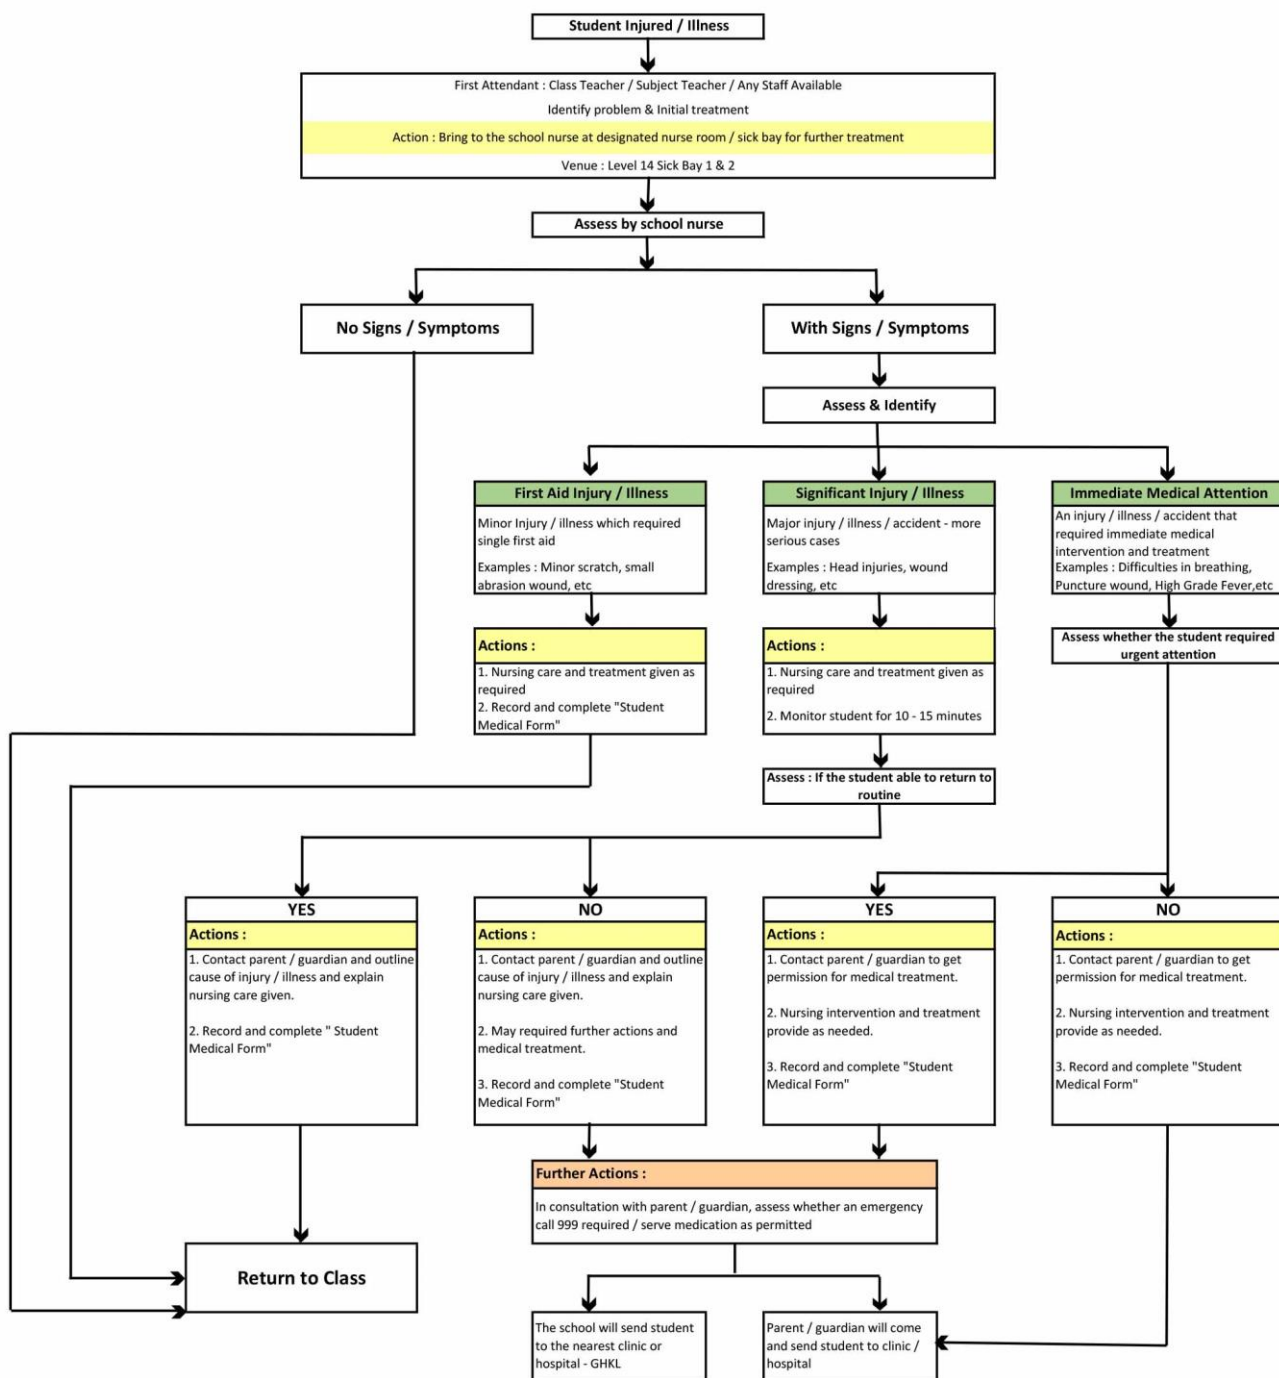 Student Injured / Illness
First Attendant : Class Teacher / Subject Teacher / Any Staff Available
Identify problem & Initial treatment
Action : Bring to the school nurse at designated nurse room / sick bay for further treatment
Venue : Level 14 Sick Bay 1 & 2
Assess by school nurse
No Signs / Symptoms
With Signs / Symptoms
Assess & Identify
First Aid Injury / Illness
Minor Injury / illness which required
single first aid
Examples : Minor scratch, small
abrasion wound, etc
Significant Injury / Illness
Major injury / illness / accident - more
serious cases
Examples : Head injuries, wound
dressing, etc
Immediate Medical Attention
An injury / illness / accident that
required immediate medical
intervention and treatment
Examples : Difficulties in breathing,
Puncture wound, High Grade Fever,etc
Actions :
1. Nursing care and treatment given as
required
2. Record and complete "Student
Medical Form"
Actions :
1. Nursing care and treatment given as
required
2. Monitor student for 10 - 15 minutes
Assess whether the student required
urgent attention
Assess : If the student able to return to
routine
YES
Actions :
1. Contact parent / guardian and outline
cause of injury / illness and explain
nursing care given.
2. Record and complete " Student
Medical Form"
NO
Actions :
1. Contact parent / guardian and outline
cause of injury / illness and explain
nursing care given.
2. May required further actions and
medical treatment.
3. Record and complete "Student
Medical Form"
YES
Actions :
1. Contact parent / guardian to get
permission for medical treatment.
2. Nursing intervention and treatment
provide as needed.
3. Record and complete "Student
Medical Form"
NO
Actions :
1. Contact parent / guardian to get
permission for medical treatment.
2. Nursing intervention and treatment
provide as needed.
3. Record and complete "Student
Medical Form"
Further Actions :
In consultation with parent / guardian, assess whether an emergency
call 999 required / serve medication as permitted
Return to Class
The school will send student
to the nearest clinic or
hospital - GHKL
Parent / guardian will come
and send student to clinic /
hospital